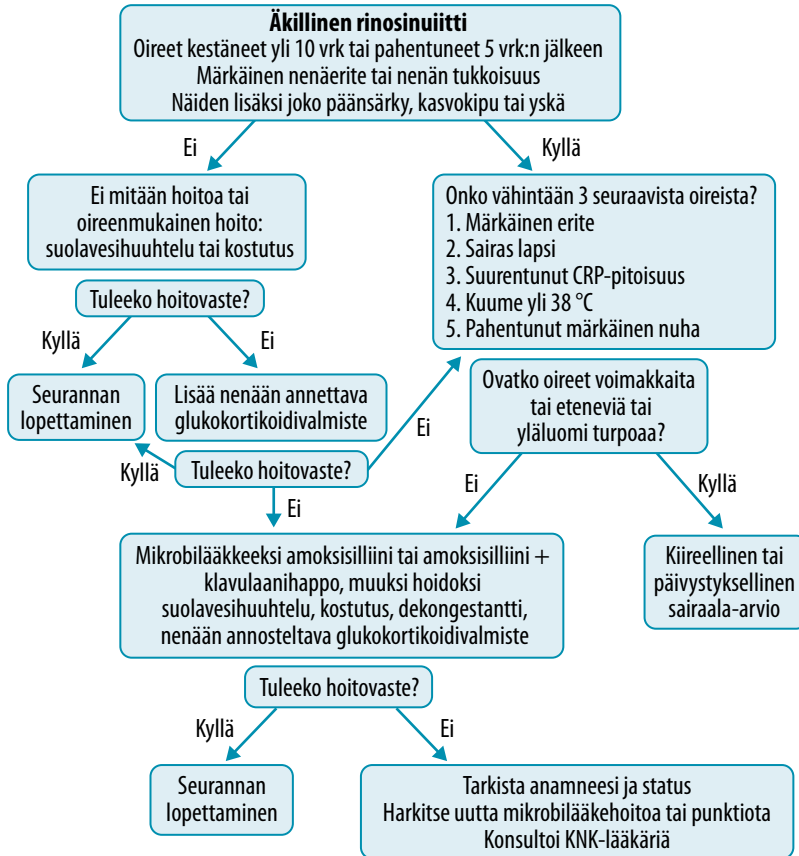 Äkillinen rinosinuiitti
Oireet kestäneet yli 10 vrk tai pahentuneet 5 vrk:n jälkeen
Märkäinen nenäerite tai nenän tukkoisuus
Näiden lisäksi joko päänsärky, kasvokipu tai yskä
Ei
Kyllä
Ei mitään hoitoa tai
oireenmukainen hoito:
suolavesihuuhtelu tai kostutus
Onko vähintään 3 seuraavista oireista?
1. Märkäinen erite
2. Sairas lapsi
3. Suurentunut CRP-pitoisuus
4. Kuume yli 38 °C
5. Pahentunut märkäinen nuha
Tuleeko hoitovaste?
Kyllä
Ei
Seurannan
lopettaminen
Lisää nenään annettava
glukokortikoidivalmiste
Ei
Ovatko oireet voimakkaita
tai eteneviä tai
yläluomi turpoaa?
Kyllä
Tuleeko hoitovaste?
Ei
Ei
Kyllä
Mikrobilääkkeeksi amoksisilliini tai amoksisilliini +
klavulaanihappo, muuksi hoidoksi
suolavesihuuhtelu, kostutus, dekongestantti,
nenään annosteltava glukokortikoidivalmiste
Kiireellinen tai
päivystyksellinen
sairaala-arvio
Tuleeko hoitovaste?
Kyllä
Ei
Seurannan
lopettaminen
Tarkista anamneesi ja status
Harkitse uutta mikrobilääkehoitoa tai punktiota
Konsultoi KNK-lääkäriä